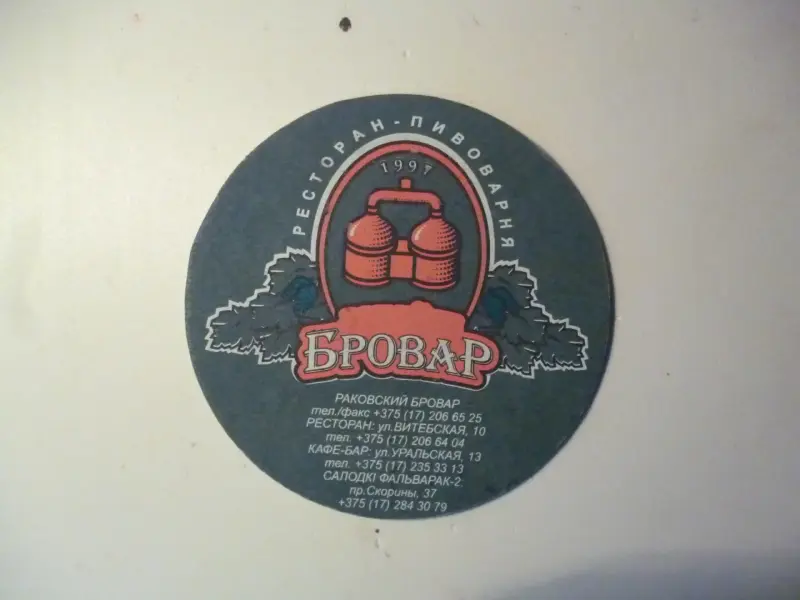 РЕСТОРАН-ПИВОВАРНЯ
1997
БРОВАР
РАКОВСКИЙ БРОВАР
тел./факс +375 (17) 206 65 25
РЕСТОРАН: ул.ВИТЕБСКАЯ, 10
тел. +375 (17) 206 64 04
КАФЕ-БАР: ул.УРАЛЬСКАЯ, 13
тел. +375 (17) 235 33 13
САЛОДКІ ФАЛЬВАРАК-2:
пр.Скорины, 37
+375 (17) 284 30 79